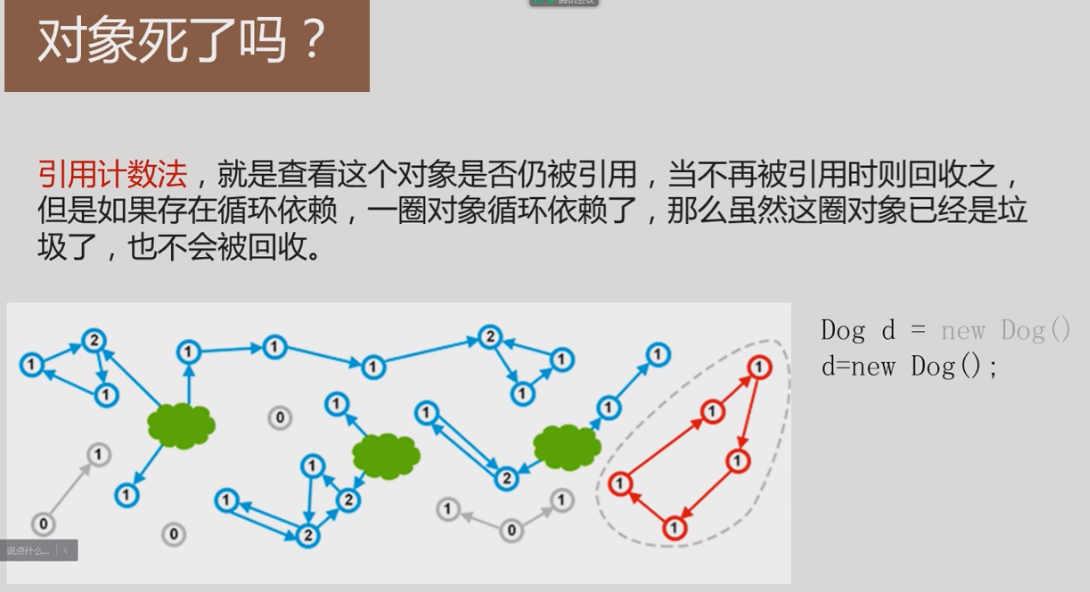 对象死了吗？
引用计数法，就是查看这个对象是否仍被引用，当不再被引用时则回收之，
但是如果存在循环依赖，一圈对象循环依赖了，那么虽然这圈对象已经是垃
圾了，也不会被回收。
Dog d = new Dog()
d=new Dog();
2 1 1
1 1 1
2 1 1
1 1 1
1 1 0 1 1 1
1 1 1
1 1 2 1
1 1 2 1 1
0 0 2 0 1
说点什么...